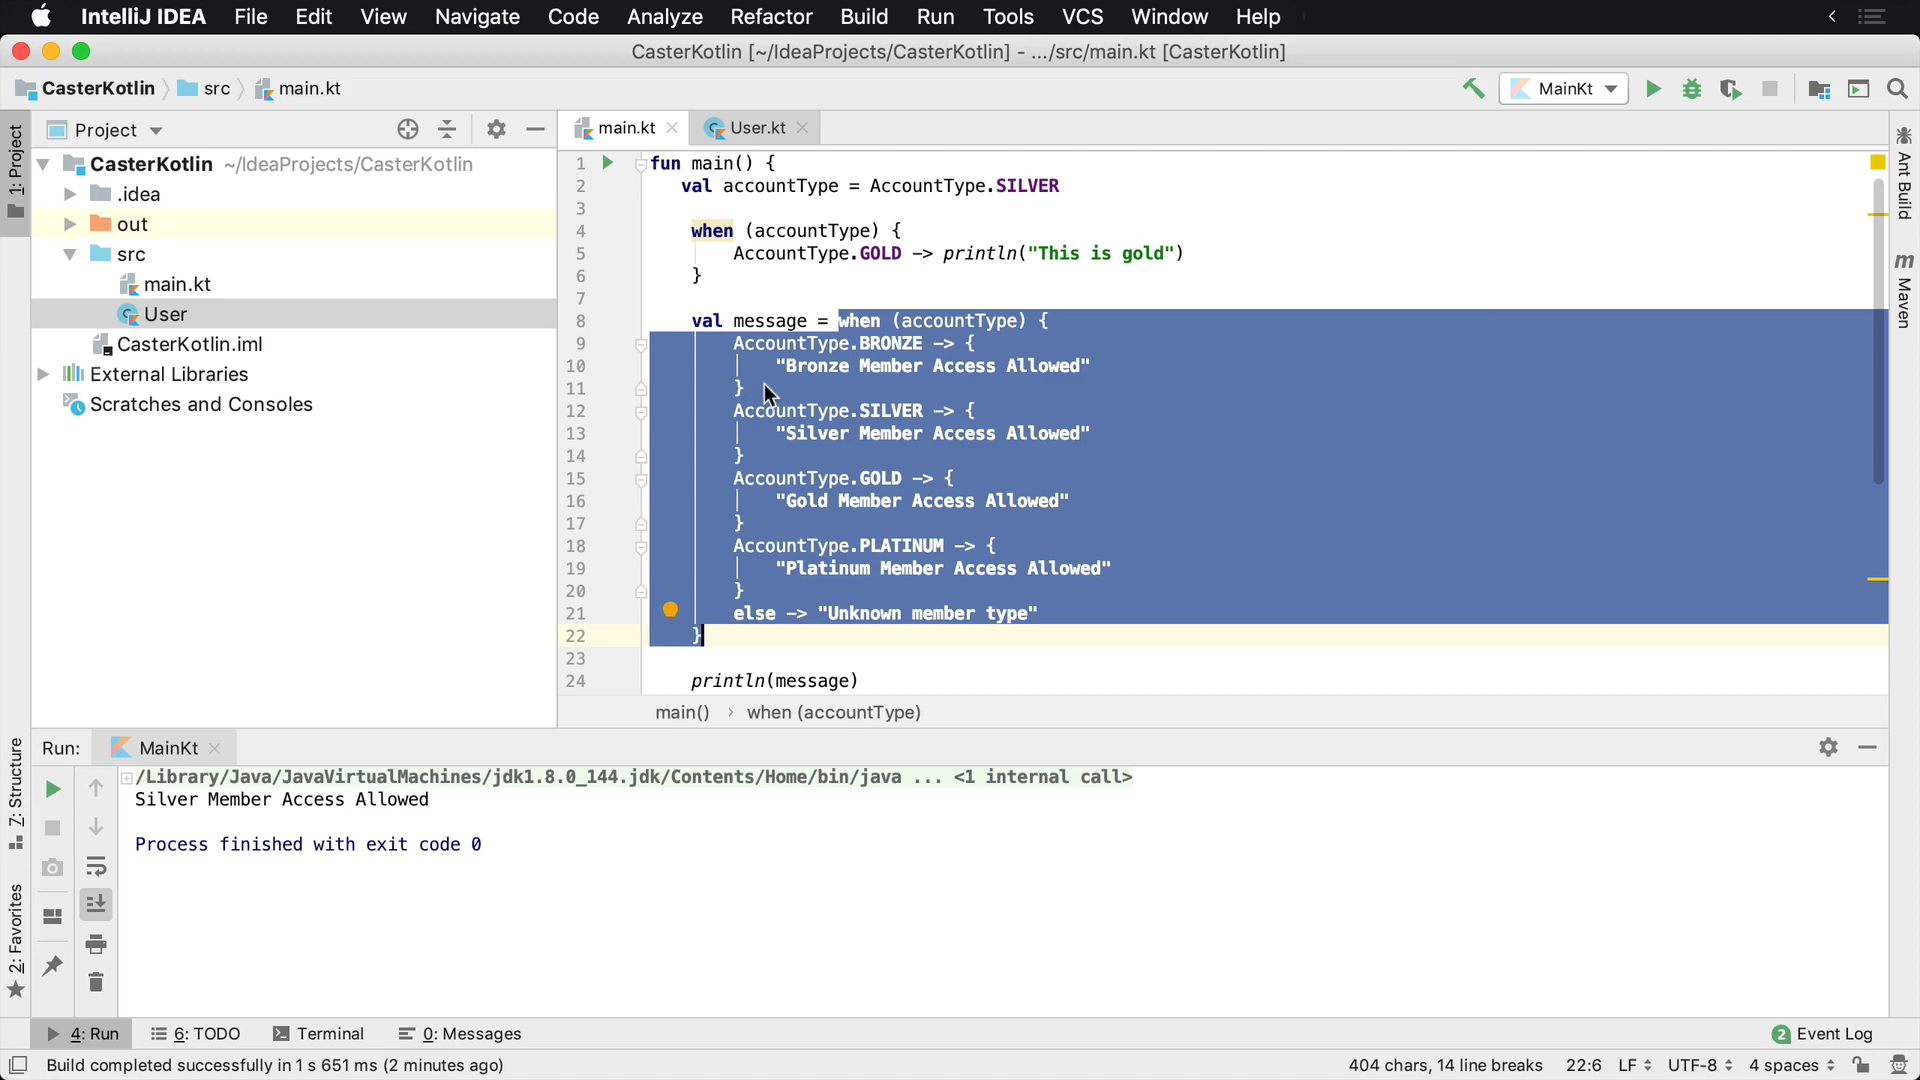 IntelliJ IDEA File Edit View Navigate Code Analyze Refactor Build Run Tools VCS Window Help
CasterKotlin [~/IdeaProjects/CasterKotlin] - .../src/main.kt [CasterKotlin]
CasterKotlin src main.kt MainKt
1: Project
Project
CasterKotlin ~/IdeaProjects/CasterKotlin
.idea
out
src
main.kt
User
CasterKotlin.iml
External Libraries
Scratches and Consoles
main.kt User.kt
1 fun main() {
2 val accountType = AccountType.SILVER
3
4 when (accountType) {
5 AccountType.GOLD -> println("This is gold")
6 }
7
8 val message = when (accountType) {
9 AccountType.BRONZE -> {
10 "Bronze Member Access Allowed"
11 }
12 AccountType.SILVER -> {
13 "Silver Member Access Allowed"
14 }
15 AccountType.GOLD -> {
16 "Gold Member Access Allowed"
17 }
18 AccountType.PLATINUM -> {
19 "Platinum Member Access Allowed"
20 }
21 else -> "Unknown member type"
22 }
23
24 println(message)
main() › when (accountType)
Ant Build
m Maven
Run: MainKt
/Library/Java/JavaVirtualMachines/jdk1.8.0_144.jdk/Contents/Home/bin/java ... <1 internal call>
Silver Member Access Allowed
Process finished with exit code 0
Z: Structure
2: Favorites
4: Run 6: TODO Terminal 0: Messages 2 Event Log
Build completed successfully in 1 s 651 ms (2 minutes ago) 404 chars, 14 line breaks 22:6 LF UTF-8 4 spaces